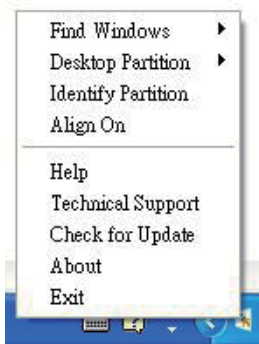 Find Windows
Desktop Partition
Identify Partition
Align On
Help
Technical Support
Check for Update
About
Exit